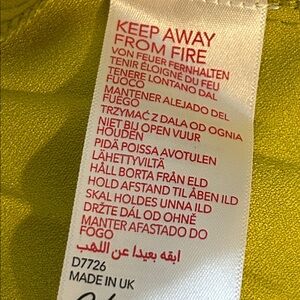 KEEP AWAY
FROM FIRE
VON FEUER FERNHALTEN
TENIR ÉLOIGNÉ DU FEU
TENERE LONTANO DAL
FUOCO
MANTENER ALEJADO DEL
FUEGO
TRZYMAĆ Z DALA OD OGNIA
NIET BIJ OPEN VUUR
HOUDEN
PIDÄ POISSA AVOTULEN
LÄHETTYVILTÄ
HÅLL BORTA FRÅN ELD
HOLD AFSTAND TIL ÅBEN ILD
SKAL HOLDES UNNA ILD
DRŽTE DÁL OD OHNĚ
MANTER AFASTADO DO
FOGO
ابقه بعيدا عن اللهب
D7726
MADE IN UK